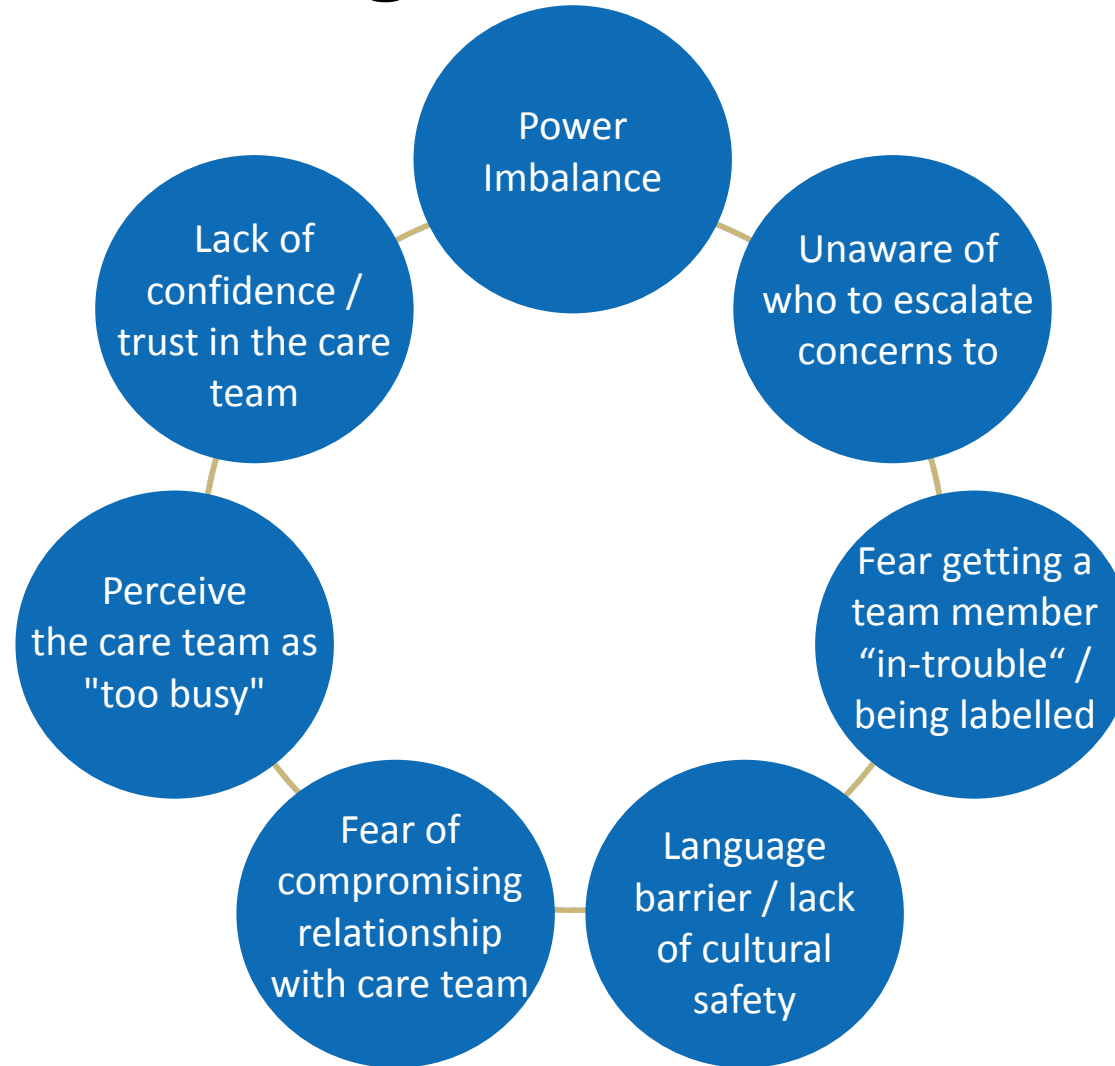 Power
Imbalance
Unaware of
who to escalate
concerns to
Fear getting a
team member
“in-trouble“ /
being labelled
Language
barrier / lack
of cultural
safety
Fear of
compromising
relationship
with care team
Perceive
the care team as
"too busy"
Lack of
confidence /
trust in the care
team